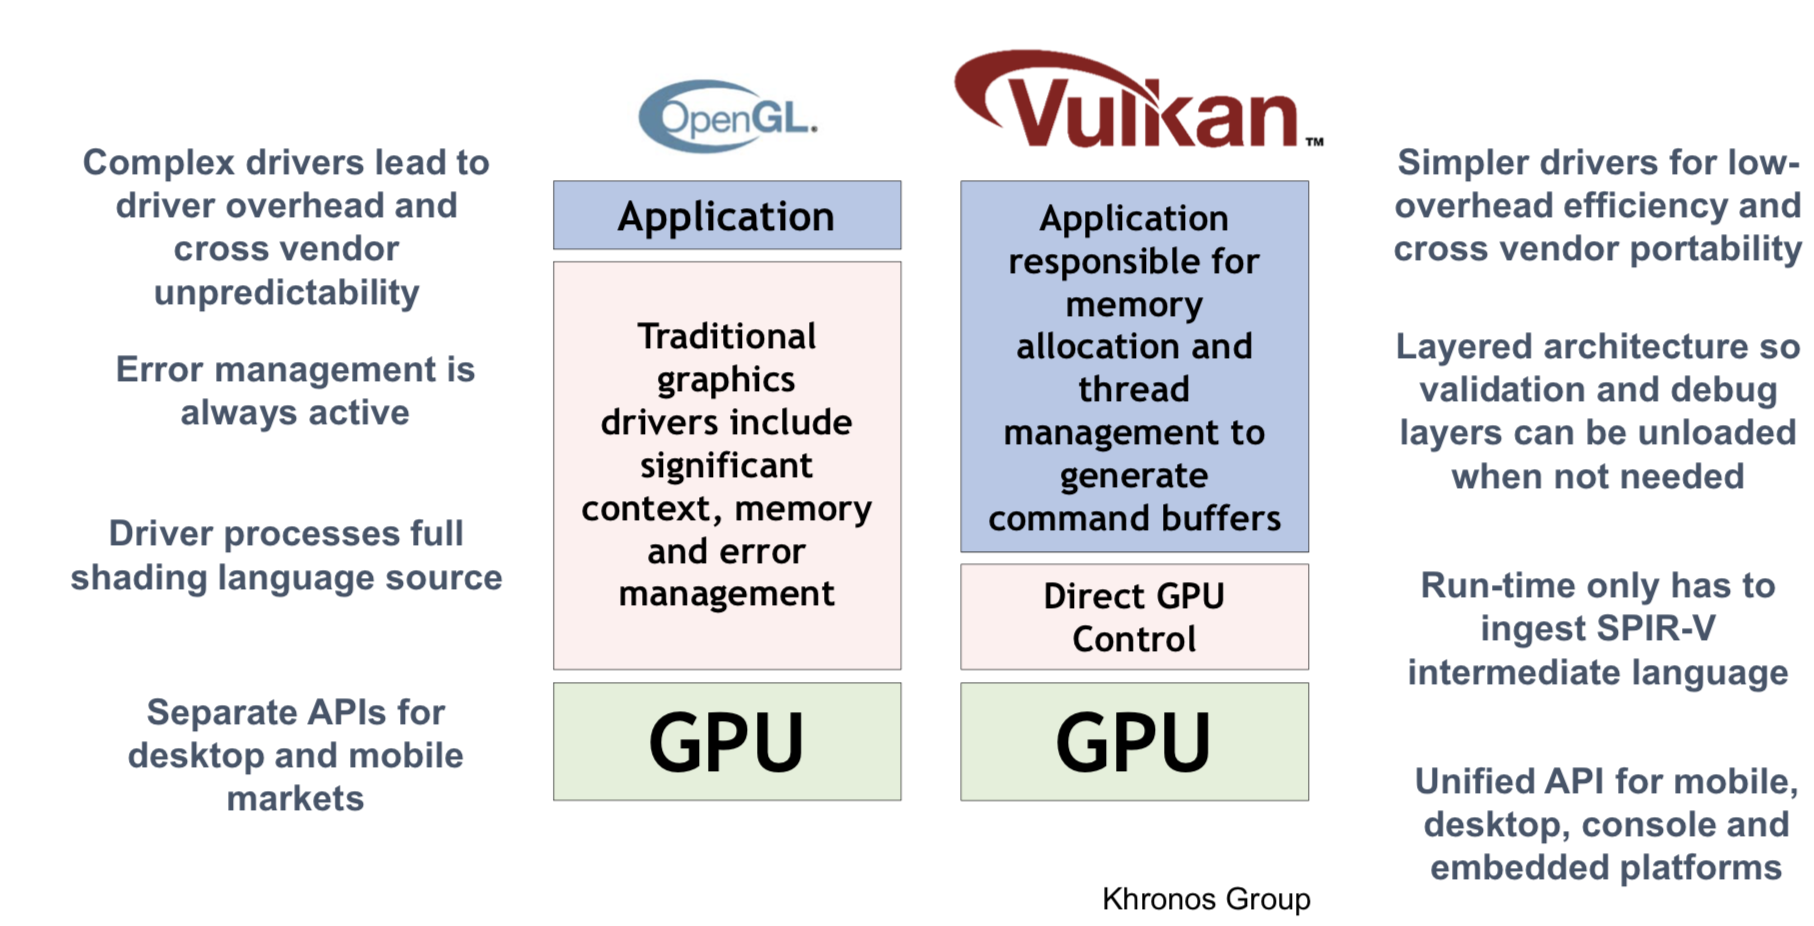 OpenGL®
Vulkan™
Complex drivers lead to
driver overhead and
cross vendor
unpredictability
Error management is
always active
Driver processes full
shading language source
Separate APIs for
desktop and mobile
markets
Application
Traditional
graphics
drivers include
significant
context, memory
and error
management
GPU
Application
responsible for
memory
allocation and
thread
management to
generate
command buffers
Direct GPU
Control
GPU
Simpler drivers for low-
overhead efficiency and
cross vendor portability
Layered architecture so
validation and debug
layers can be unloaded
when not needed
Run-time only has to
ingest SPIR-V
intermediate language
Unified API for mobile,
desktop, console and
embedded platforms
Khronos Group